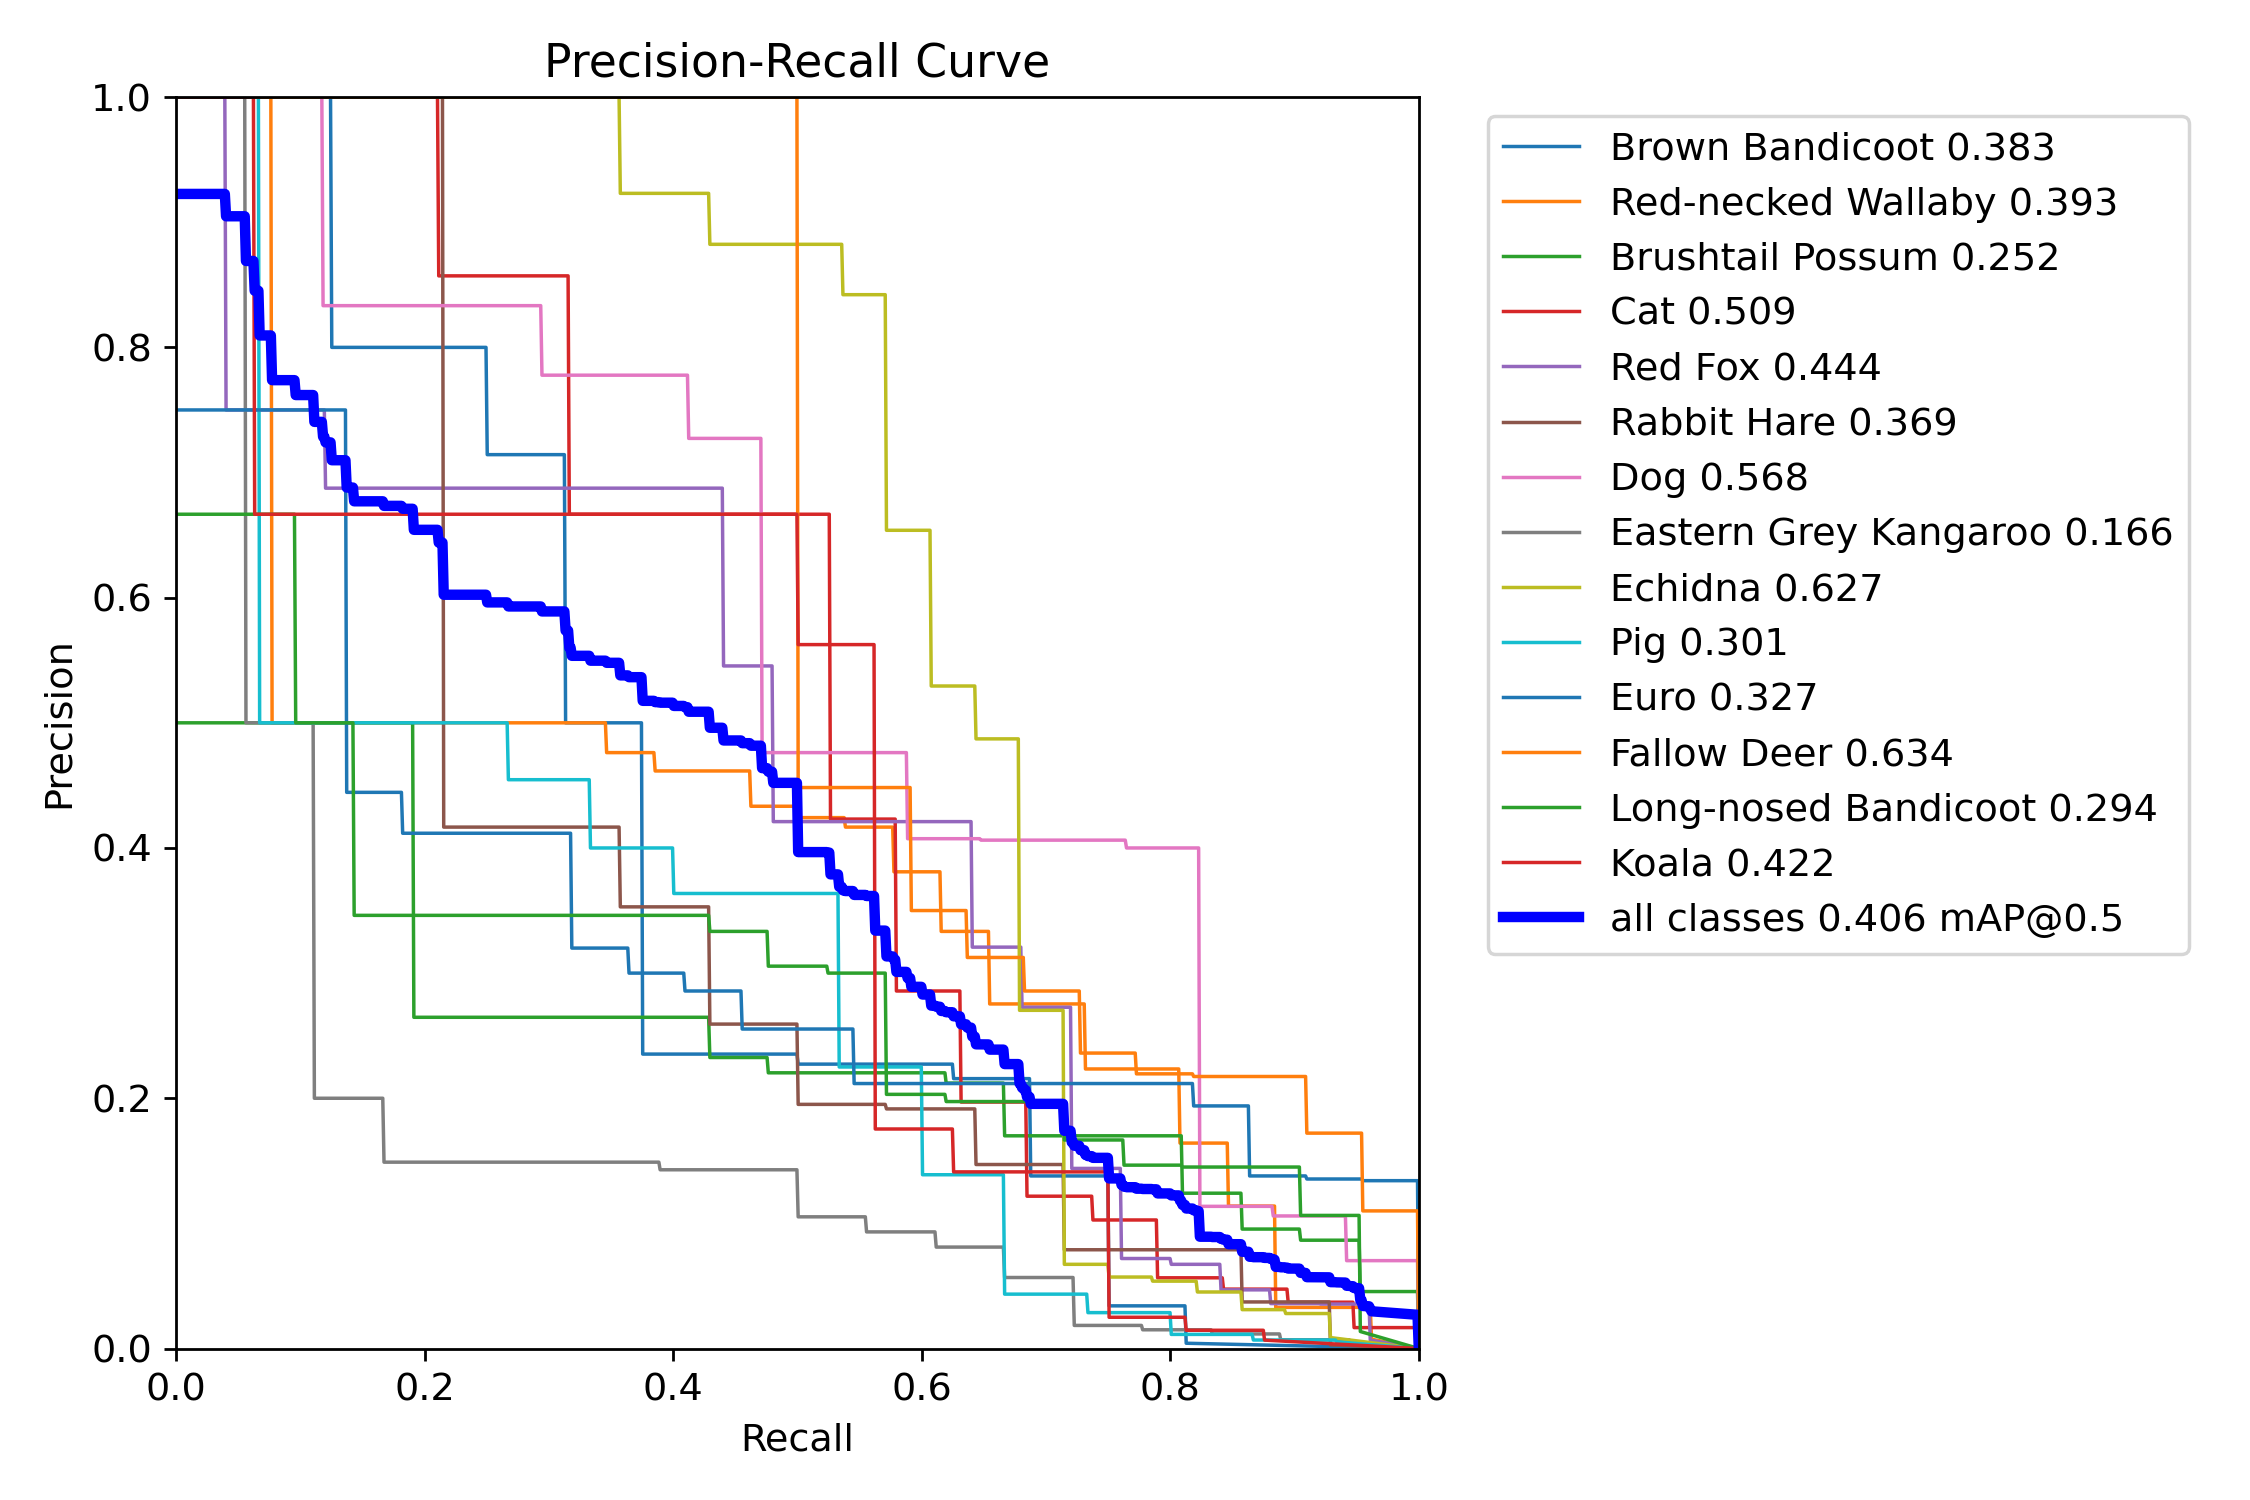 Precision-Recall Curve
1.0
0.8
0.6
0.4
0.2
0.0
Precision
0.0 0.2 0.4 0.6 0.8 1.0
Recall
Brown Bandicoot 0.383
Red-necked Wallaby 0.393
Brushtail Possum 0.252
Cat 0.509
Red Fox 0.444
Rabbit Hare 0.369
Dog 0.568
Eastern Grey Kangaroo 0.166
Echidna 0.627
Pig 0.301
Euro 0.327
Fallow Deer 0.634
Long-nosed Bandicoot 0.294
Koala 0.422
all classes 0.406 mAP@0.5